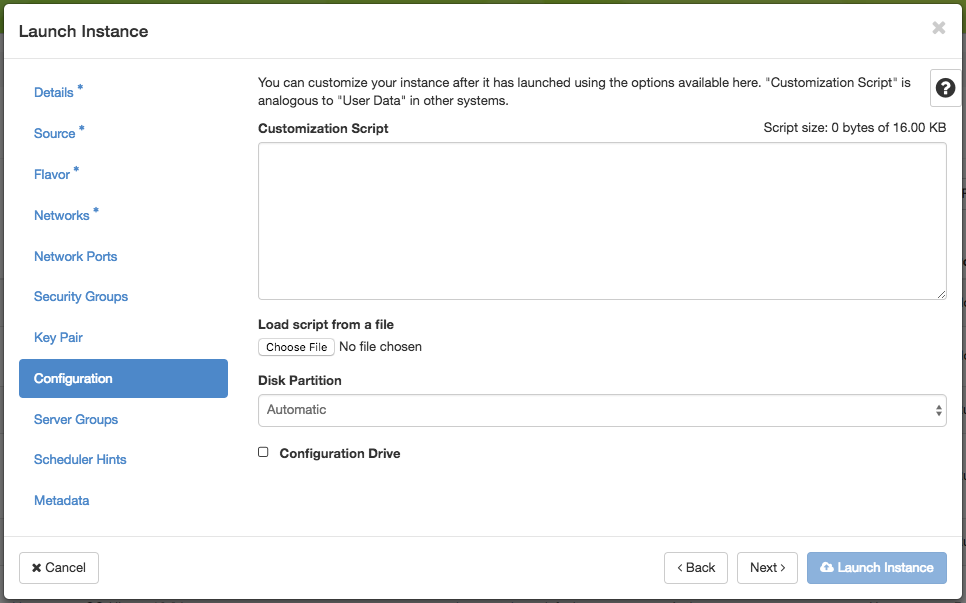 Launch Instance
Details *
Source *
Flavor *
Networks *
Network Ports
Security Groups
Key Pair
Configuration
Server Groups
Scheduler Hints
Metadata
You can customize your instance after it has launched using the options available here. "Customization Script" is
analogous to "User Data" in other systems.
Customization Script
Script size: 0 bytes of 16.00 KB
Load script from a file
Choose File No file chosen
Disk Partition
Automatic
Configuration Drive
Cancel
‹ Back
Next ›
Launch Instance